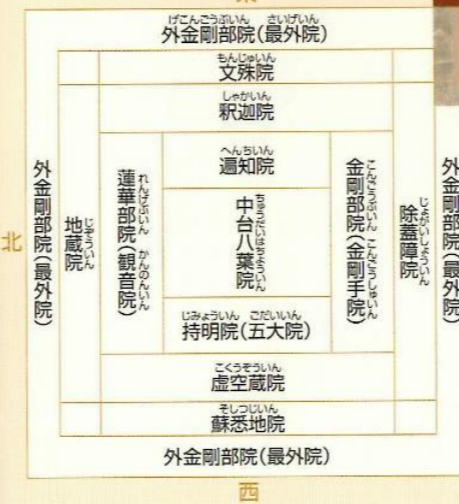 げこんごうぶいん さいげいん
外金剛部院(最外院)
もんじゅいん
文殊院
しゃかいん
釈迦院
へんちいん
遍知院
北
外金剛部院(最外院)
じぞういん
地蔵院
れんげぶいん かんのんいん
蓮華部院(観音院)
ちゅうだいはちよういん
中台八葉院
こんごうぶいん こんごうしゅいん
金剛部院(金剛手院)
じょがいしょういん
除蓋障院
外金剛部院(最外院)
じみょういん ごだいいん
持明院(五大院)
こくうぞういん
虚空蔵院
そしつじいん
蘇悉地院
外金剛部院(最外院)
西